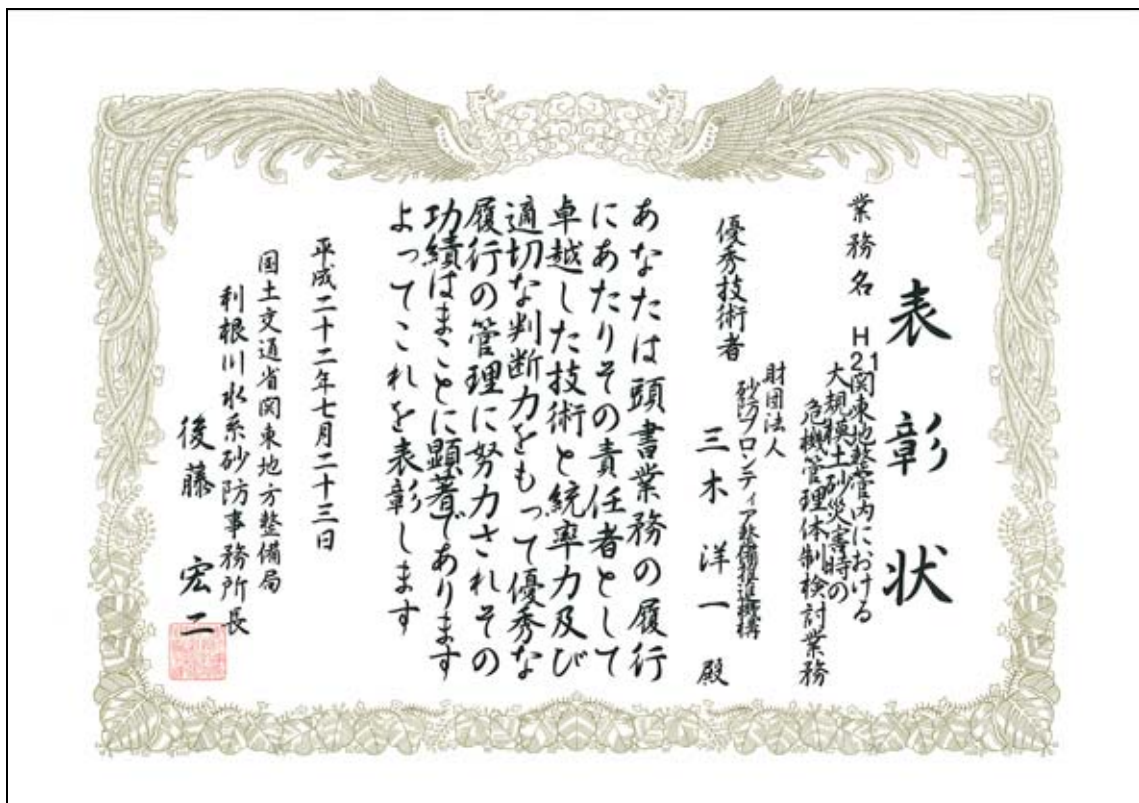 表彰状
業務名 H21関東地整管内における
大規模土砂災害時の
危機管理体制検討業務
財団法人
砂防フロンティア整備推進機構
優秀技術者 三木洋一殿
あなたは頭書業務の履行
にあたりその責任者として
卓越した技術と統率力及び
適切な判断力をもって優秀な
履行の管理に努力されその
功績はまことに顕著であります
よってこれを表彰します
平成二十二年七月二十三日
国土交通省関東地方整備局
利根川水系砂防事務所長
後藤宏二